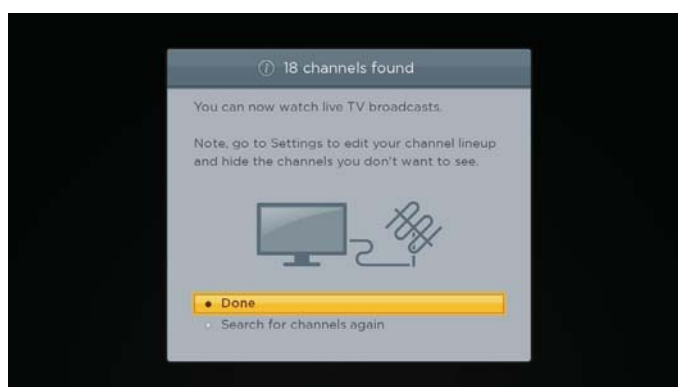 18 channels found
You can now watch live TV broadcasts.
Note, go to Settings to edit your channel lineup
and hide the channels you don't want to see.
Done
Search for channels again